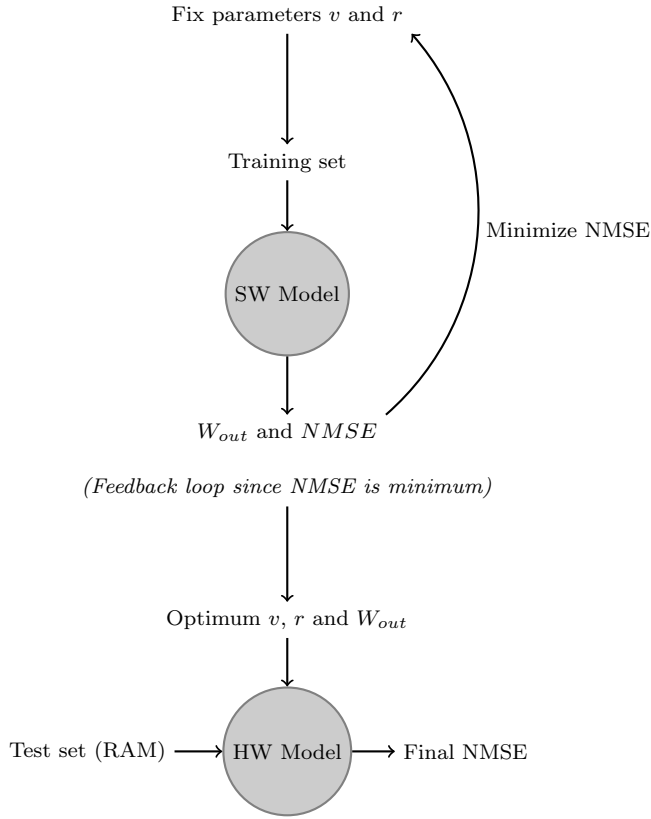 Fix parameters v and r
Training set
Minimize NMSE
SW Model
W_out and NMSE
(Feedback loop since NMSE is minimum)
Optimum v, r and W_out
Test set (RAM)
HW Model
Final NMSE